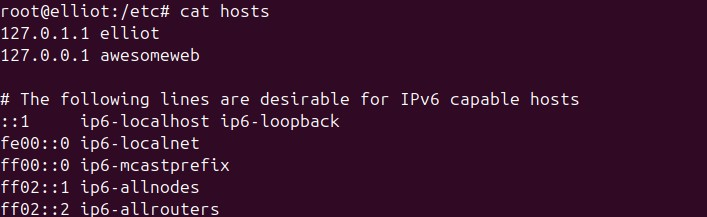 root@elliot:/etc# cat hosts
127.0.1.1 elliot
127.0.0.1 awesomeweb

# The following lines are desirable for IPv6 capable hosts
::1     ip6-localhost ip6-loopback
fe00::0 ip6-localnet
ff00::0 ip6-mcastprefix
ff02::1 ip6-allnodes
ff02::2 ip6-allrouters